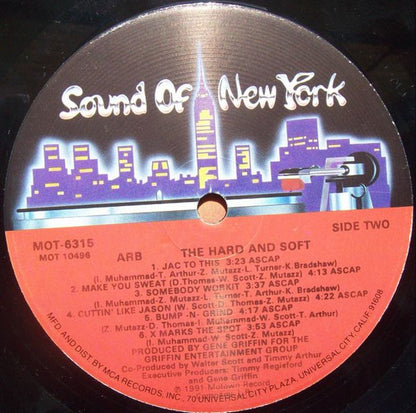 Sound Of New York
SIDE TWO
MOT-6315
MOT 10496
ARB
THE HARD AND SOFT
1. JAC TO THIS 3:23 ASCAP
(I. Muhammad-T. Arthur-Z. Mutazz-L. Turner-K. Bradshaw)
2. MAKE YOU SWEAT (D.Thomas-W. Scott-Z. Mutazz) 4:13 ASCAP
3. SOMEBODY WORKIT 3:37 ASCAP
(I. Muhammad-Z. Mutazz-L. Turner-T. Arthur-K. Bradshaw)
4. CUTTIN' LIKE JASON (W. Scott-D. Thomas-Z. Mutazz) 4:22 ASCAP
5. BUMP -N- GRIND 4:17 ASCAP
(Z. Mutazz-D. Thomas-I. Muhammad-W. Scott-T. Arthur)
6. X MARKS THE SPOT 3:53 ASCAP
(I. Muhammad-W. Scott-Z. Mutazz)
PRODUCED BY GENE GRIFFIN FOR THE
GRIFFIN ENTERTAINMENT GROUP
Co-Produced by Walter Scott and Timmy Arthur
Executive Producers: Timmy Regisford
and Gene Griffin
℗ 1991 Motown Record
MFD. AND DIST BY MCA RECORDS, INC., 70 UNIVERSAL CITY PLAZA, UNIVERSAL CITY, CALIF. 91608